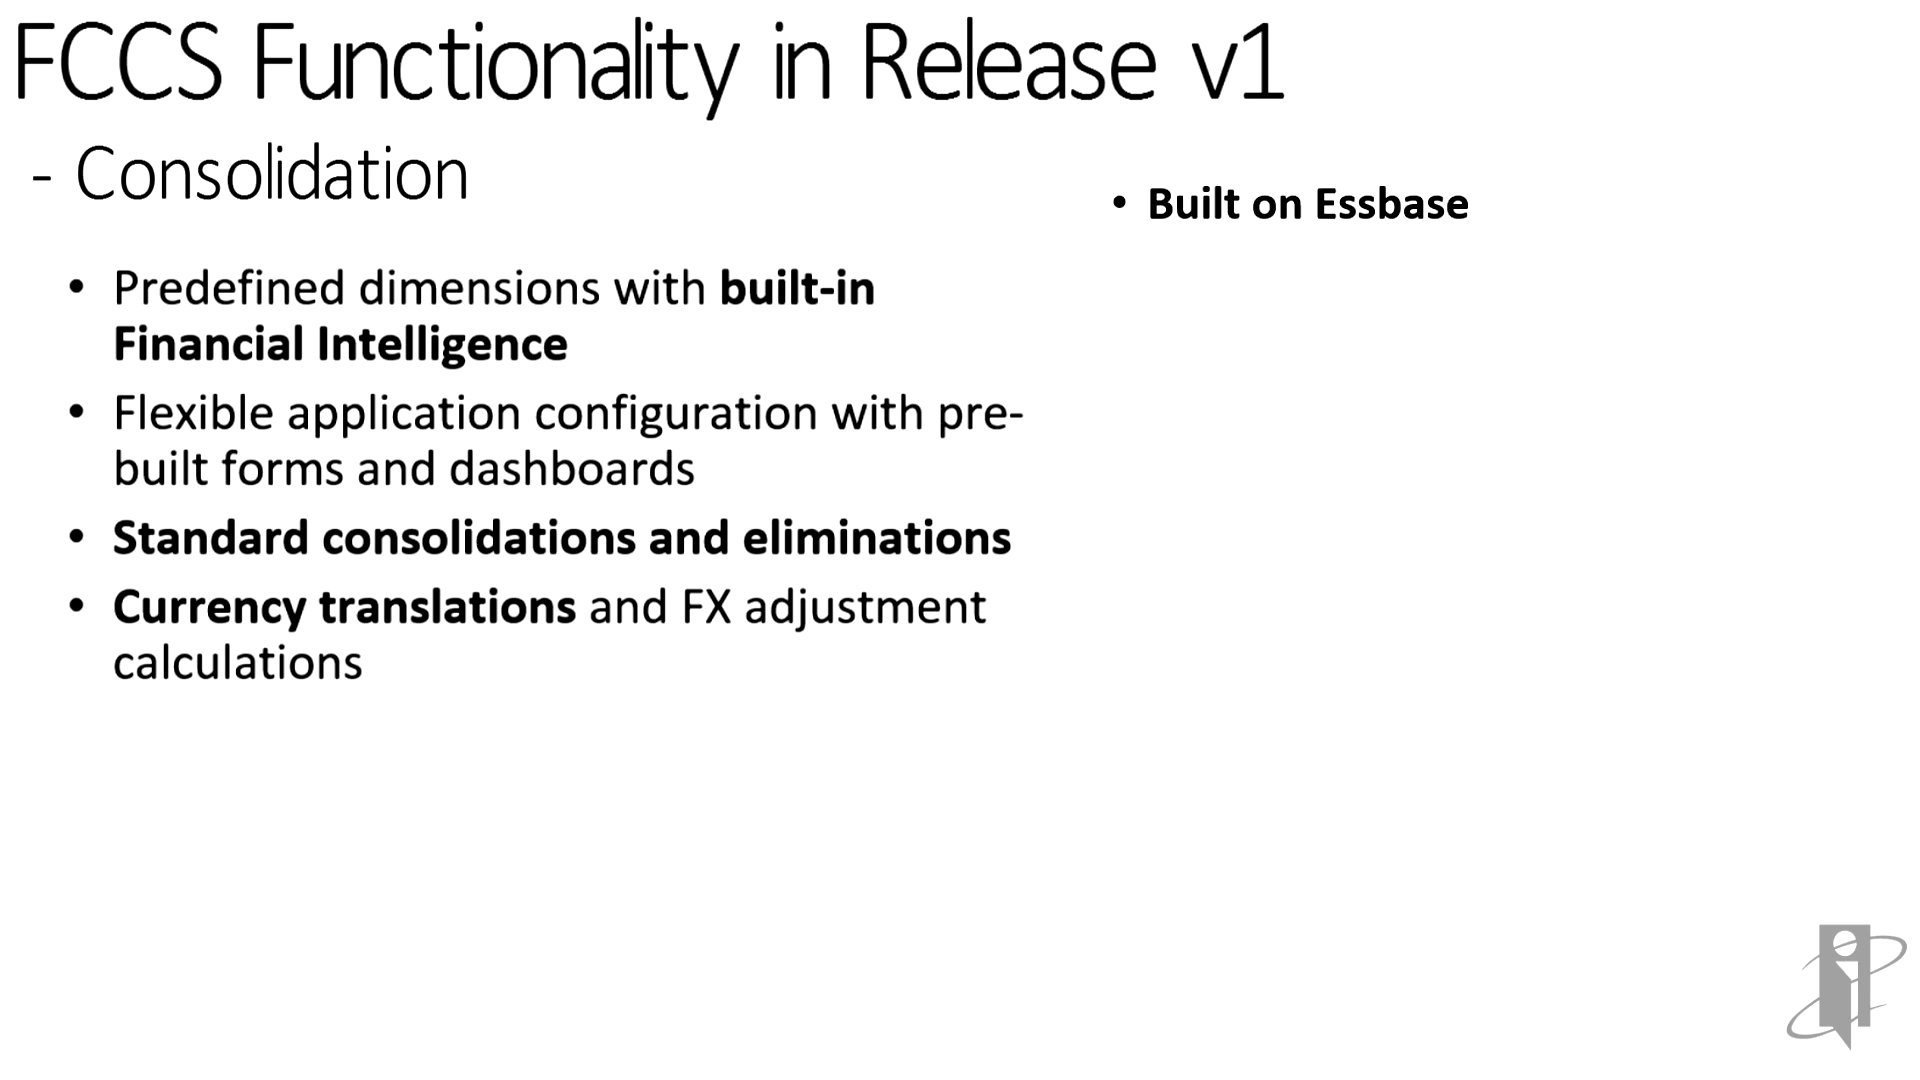 FCCS Functionality in Release v1
- Consolidation
• Predefined dimensions with built-in
Financial Intelligence
• Flexible application configuration with pre-
built forms and dashboards
• Standard consolidations and eliminations
• Currency translations and FX adjustment
calculations
• Built on Essbase